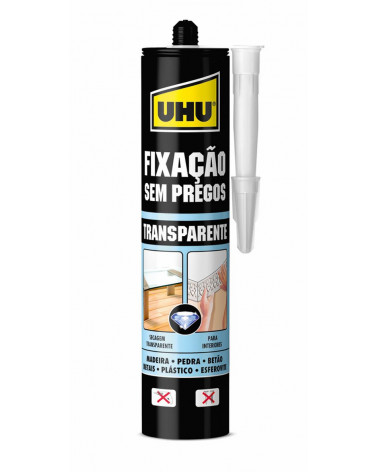 UHU
FIXAÇÃO
SEM PREGOS
TRANSPARENTE
SECAGEM
TRANSPARENTE
PARA
INTERIORES
MADEIRA • PEDRA • BETÃO
METAIS • PLÁSTICO • ESFEROVITE